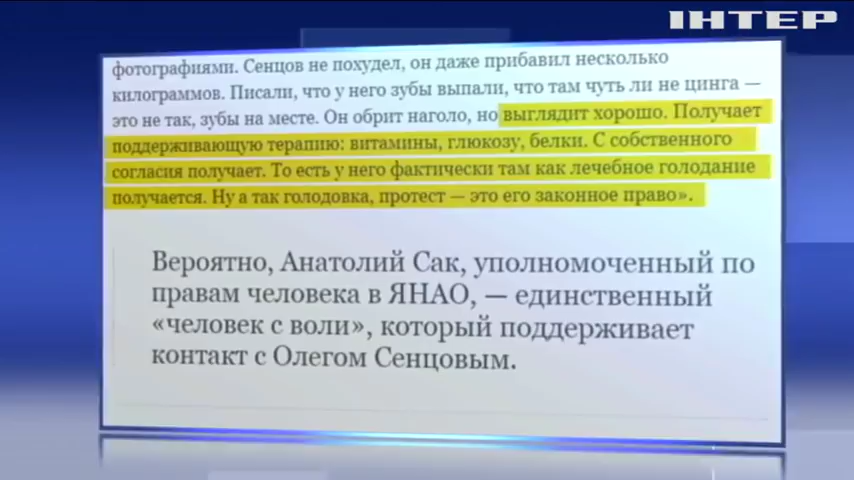 ІНТЕР
фотографиями. Сенцов не похудел, он даже прибавил несколько
килограммов. Писали, что у него зубы выпали, что там чуть ли не цинга —
это не так, зубы на месте. Он обрит наголо, но выглядит хорошо. Получает
поддерживающую терапию: витамины, глюкозу, белки. С собственного
согласия получает. То есть у него фактически там как лечебное голодание
получается. Ну а так голодовка, протест — это его законное право».
Вероятно, Анатолий Сак, уполномоченный по
правам человека в ЯНАО, — единственный
«человек с воли», который поддерживает
контакт с Олегом Сенцовым.